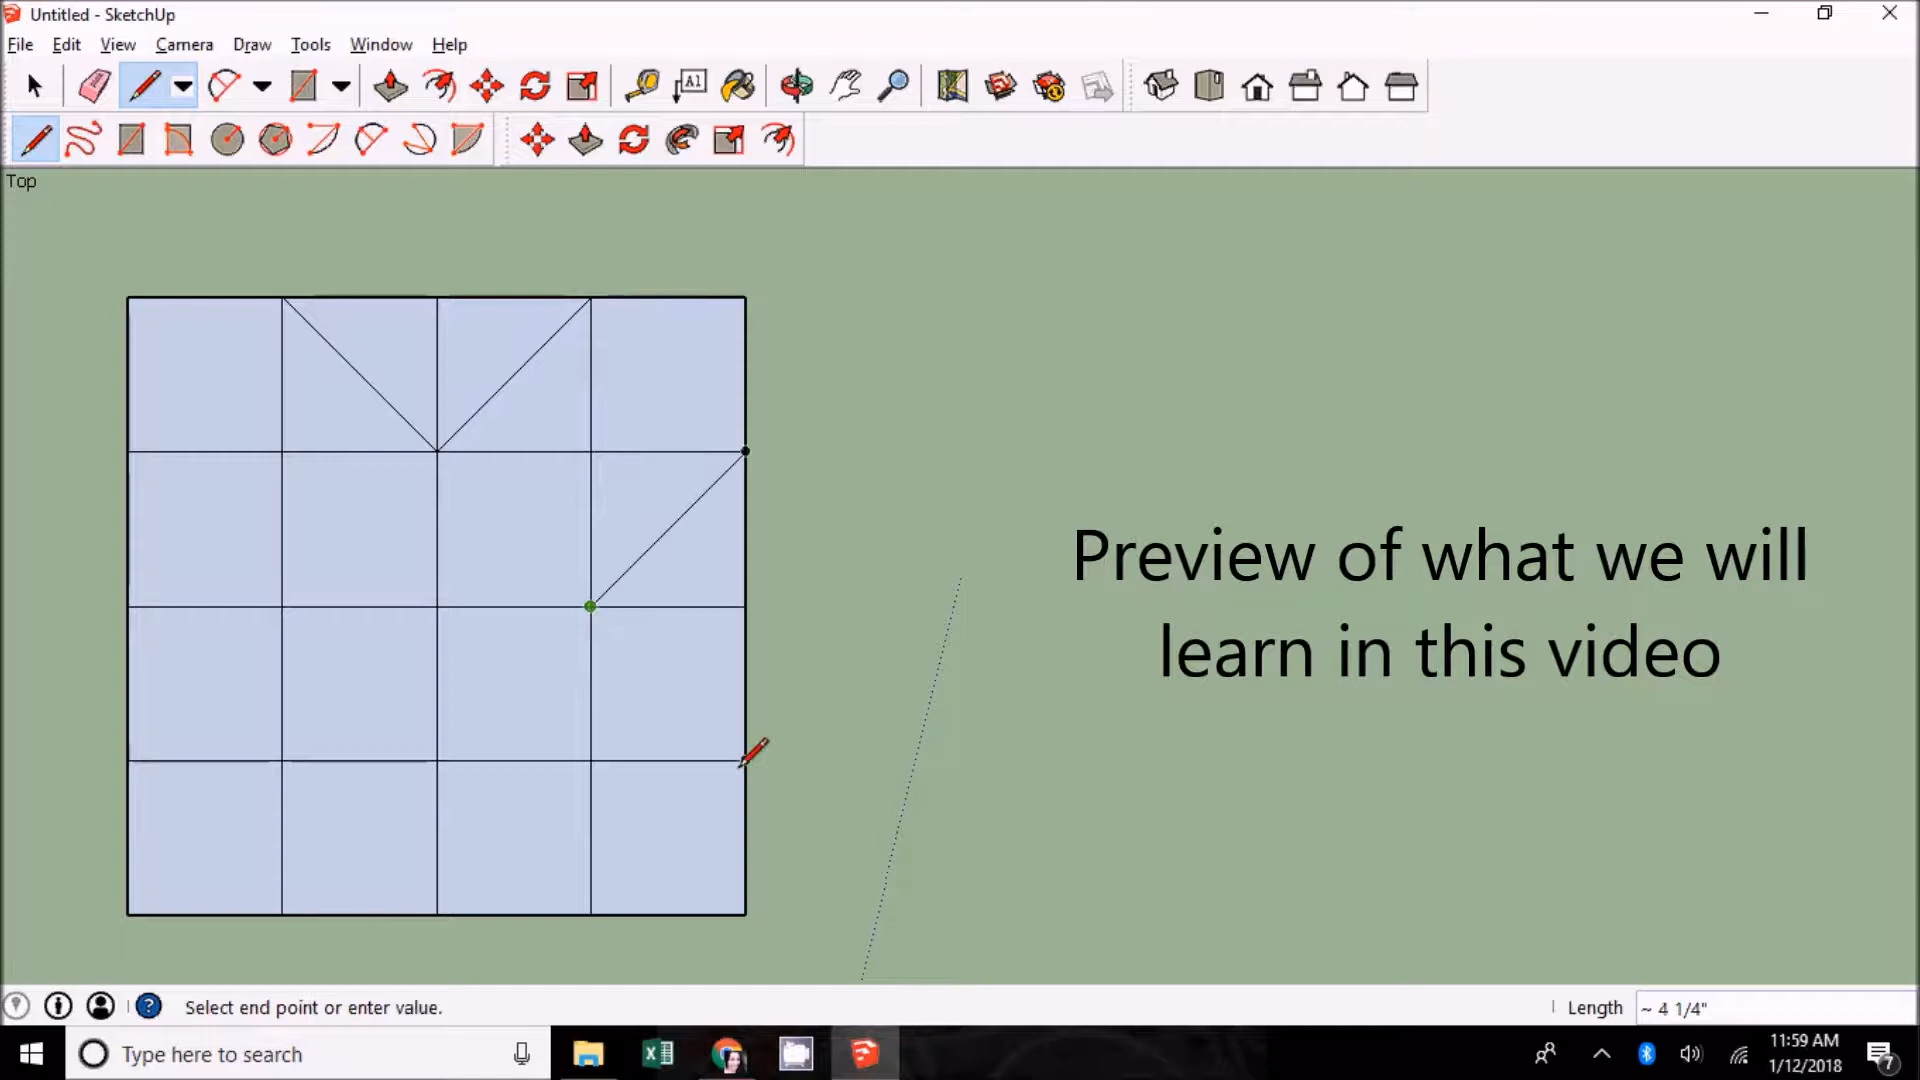 Untitled - SketchUp
File Edit View Camera Draw Tools Window Help
A1
Top
Preview of what we will
learn in this video
Select end point or enter value.
Length ~ 4 1/4"
Type here to search
11:59 AM
1/12/2018
7